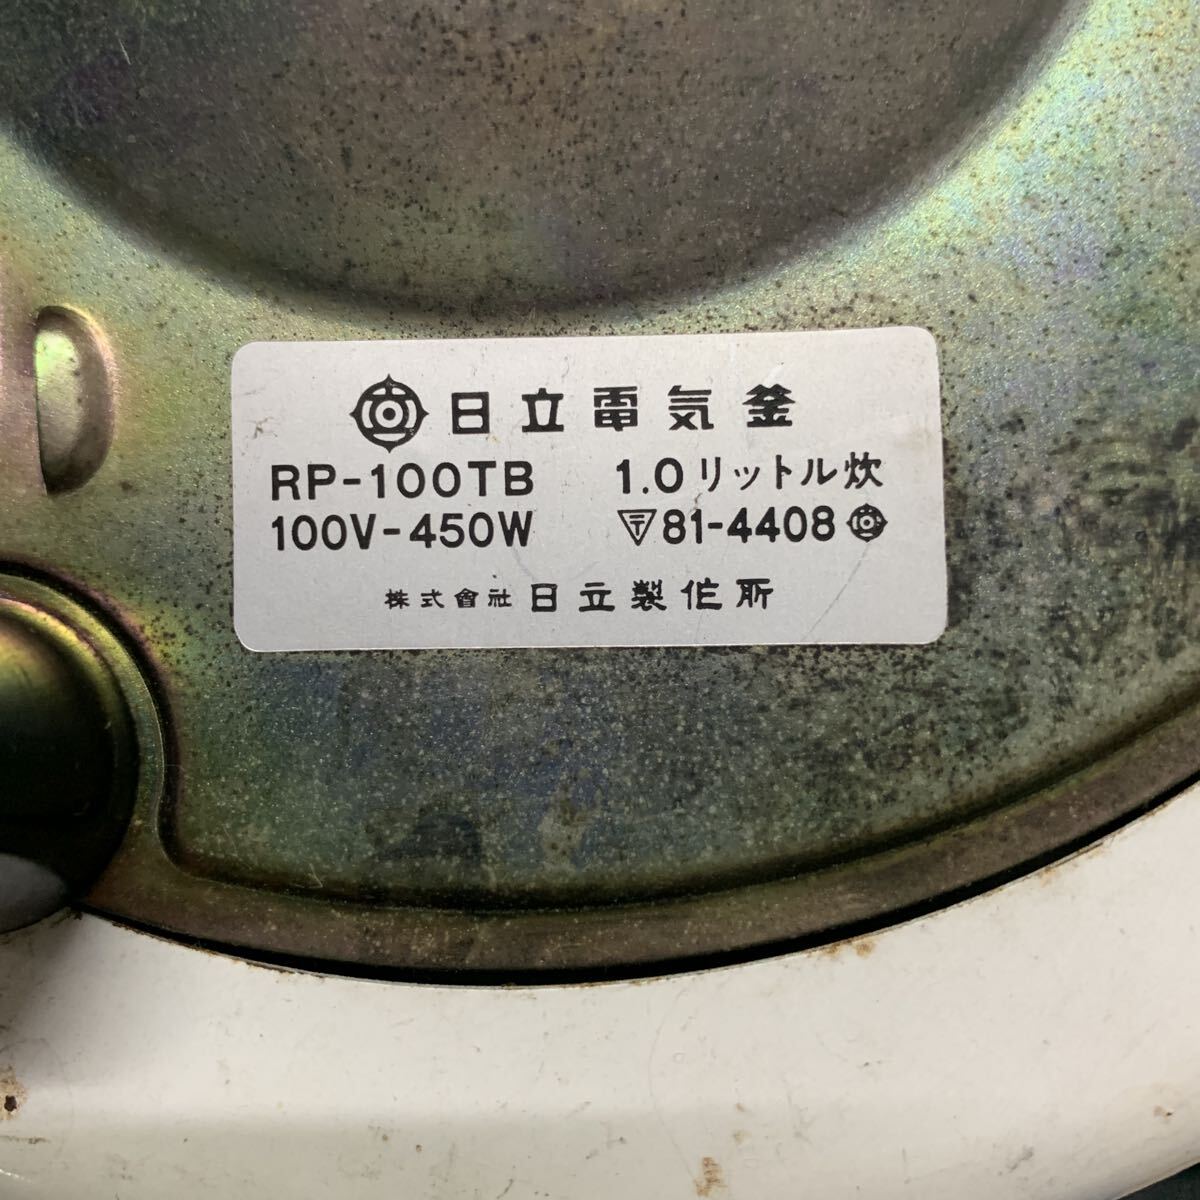 日立電気釜
RP-100TB 1.0リットル炊
100V-450W 〒81-4408
株式會社 日立製作所